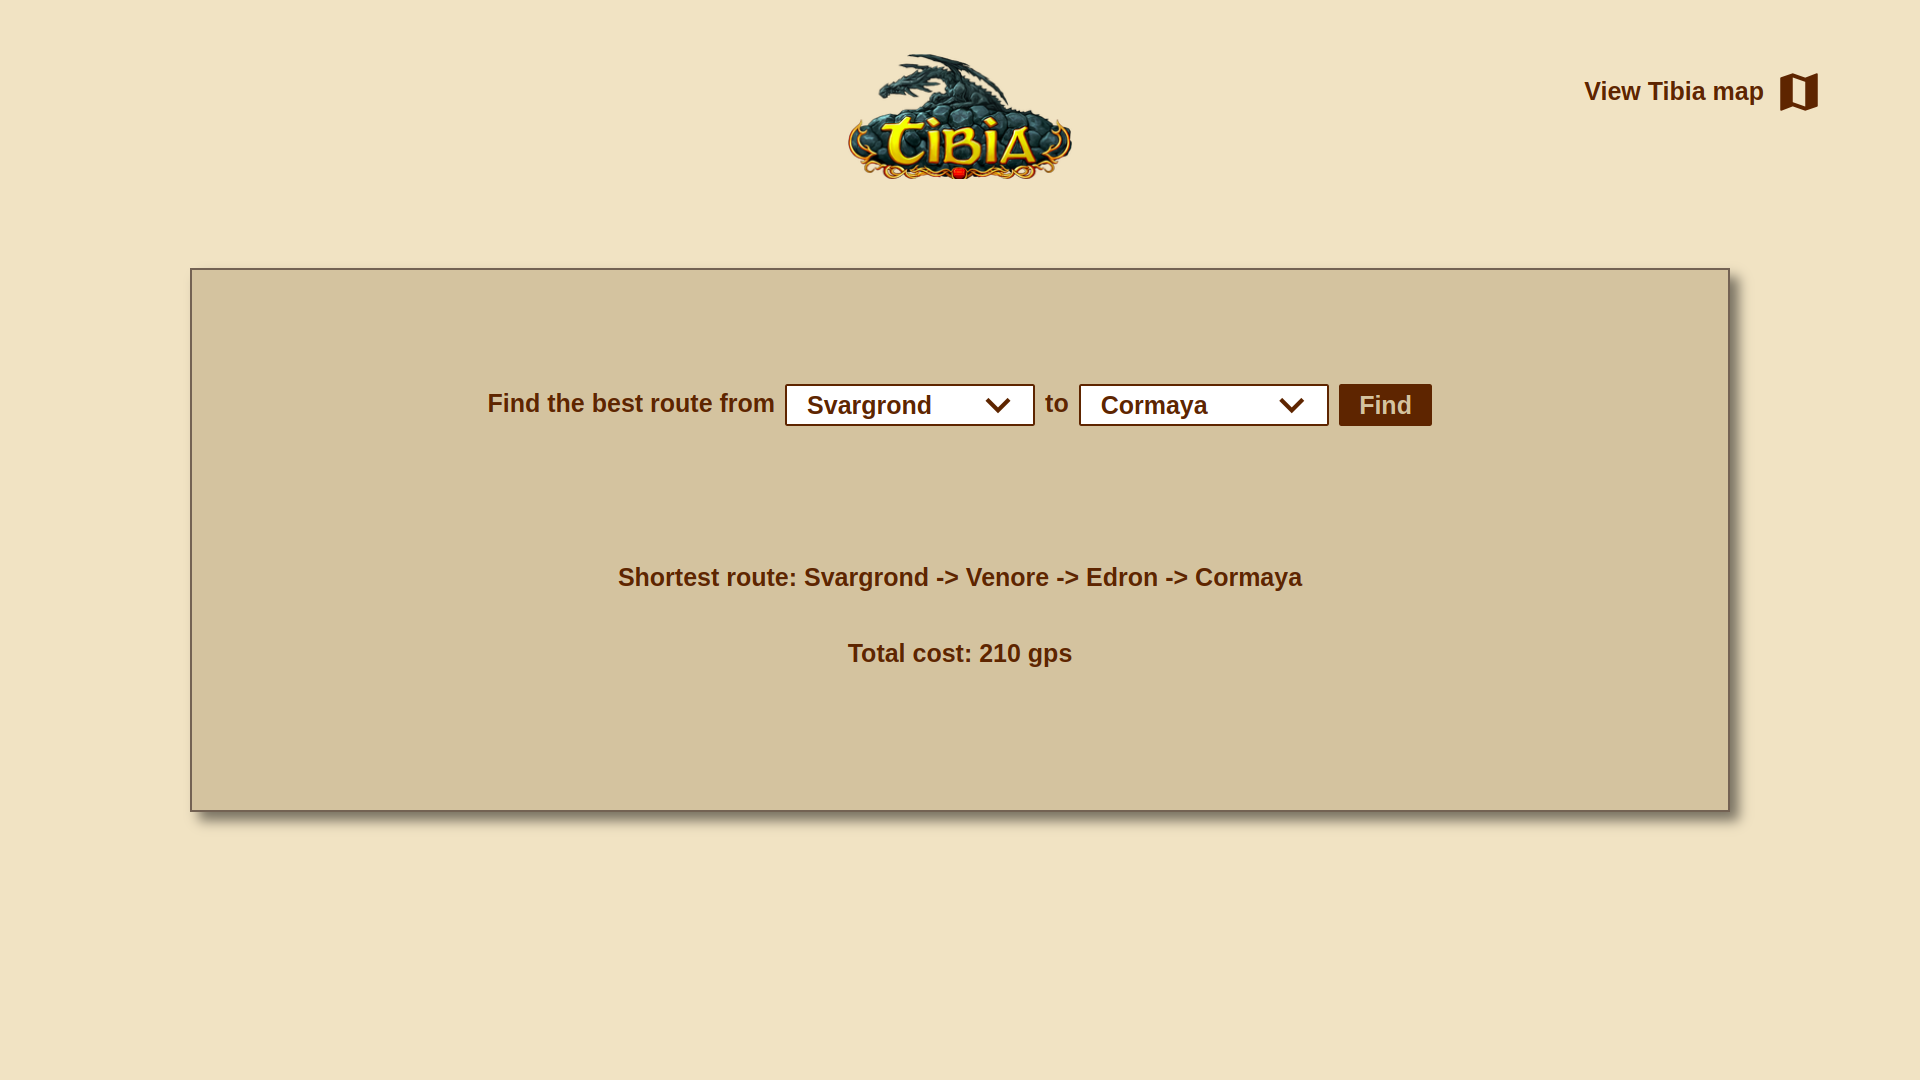 TIBIA
View Tibia map
Find the best route from Svargrond to Cormaya Find
Shortest route: Svargrond -> Venore -> Edron -> Cormaya
Total cost: 210 gps